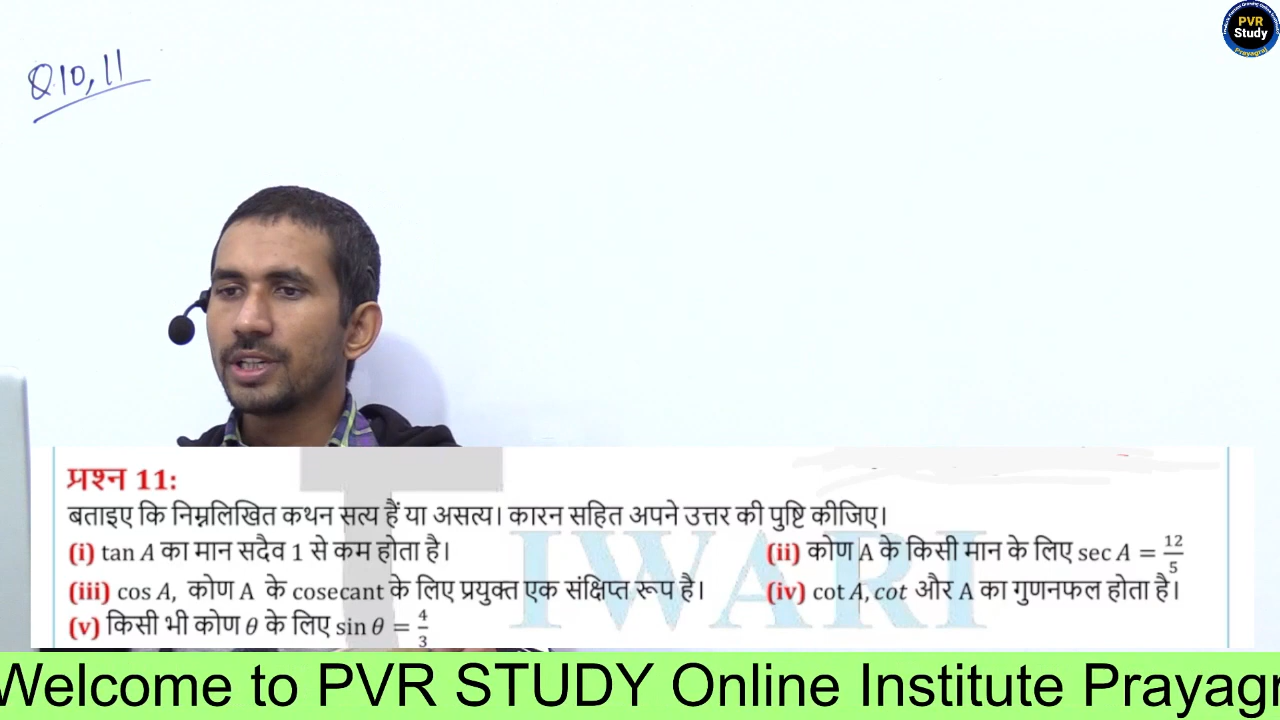 Q10, 11
PVR
Study
Prayagraj
प्रश्न 11:
बताइए कि निम्नलिखित कथन सत्य हैं या असत्य। कारन सहित अपने उत्तर की पुष्टि कीजिए।
(i) tan A का मान सदैव 1 से कम होता है।
(ii) कोण A के किसी मान के लिए sec A = 12/5
(iii) cos A, कोण A के cosecant के लिए प्रयुक्त एक संक्षिप्त रूप है।
(iv) cot A, cot और A का गुणनफल होता है।
(v) किसी भी कोण θ के लिए sin θ = 4/3
TIWARI
Welcome to PVR STUDY Online Institute Prayagr